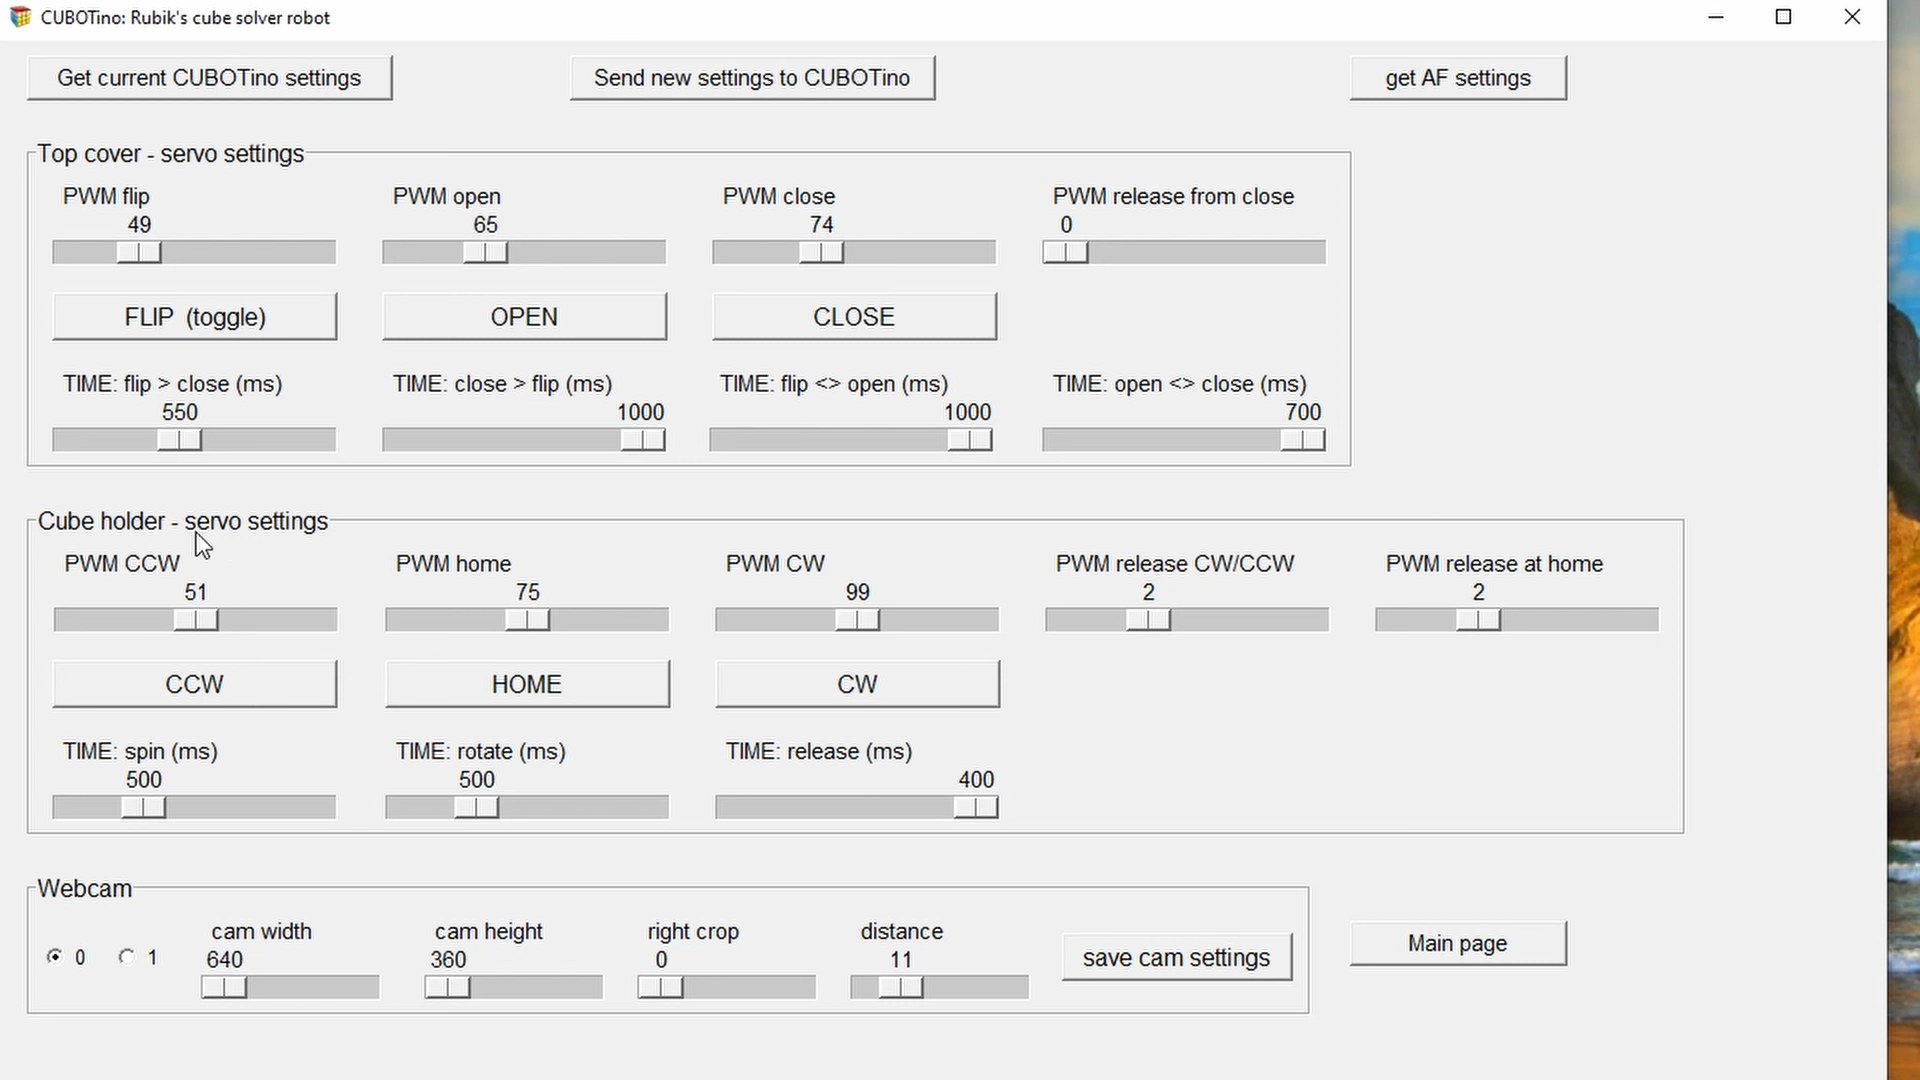 CUBOTino: Rubik's cube solver robot
Get current CUBOTino settings
Send new settings to CUBOTino
get AF settings
Top cover - servo settings
PWM flip
PWM open
PWM close
PWM release from close
49
65
74
0
FLIP (toggle)
OPEN
CLOSE
TIME: flip > close (ms)
TIME: close > flip (ms)
TIME: flip <> open (ms)
TIME: open <> close (ms)
550
1000
1000
700
Cube holder - servo settings
PWM CCW
PWM home
PWM CW
PWM release CW/CCW
PWM release at home
51
75
99
2
2
CCW
HOME
CW
TIME: spin (ms)
TIME: rotate (ms)
TIME: release (ms)
500
500
400
Webcam
0
1
cam width
cam height
right crop
distance
640
360
0
11
save cam settings
Main page